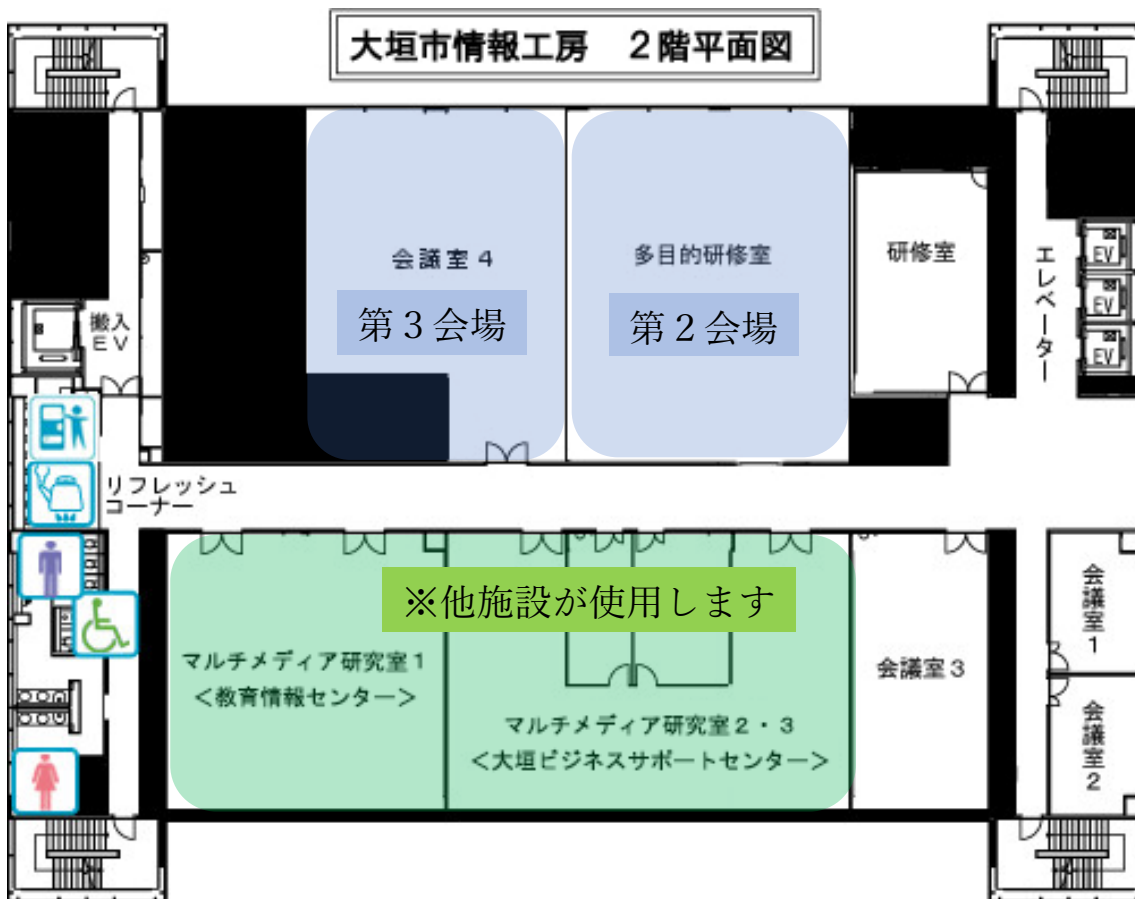 大垣市情報工房　２階平面図
会議室４
第３会場
多目的研修室
第２会場
研修室
エレベーター
EV
EV
EV
搬入
ＥＶ
リフレッシュ
コーナー
※他施設が使用します
マルチメディア研究室１
＜教育情報センター＞
マルチメディア研究室２・３
＜大垣ビジネスサポートセンター＞
会議室３
会議室１
会議室２